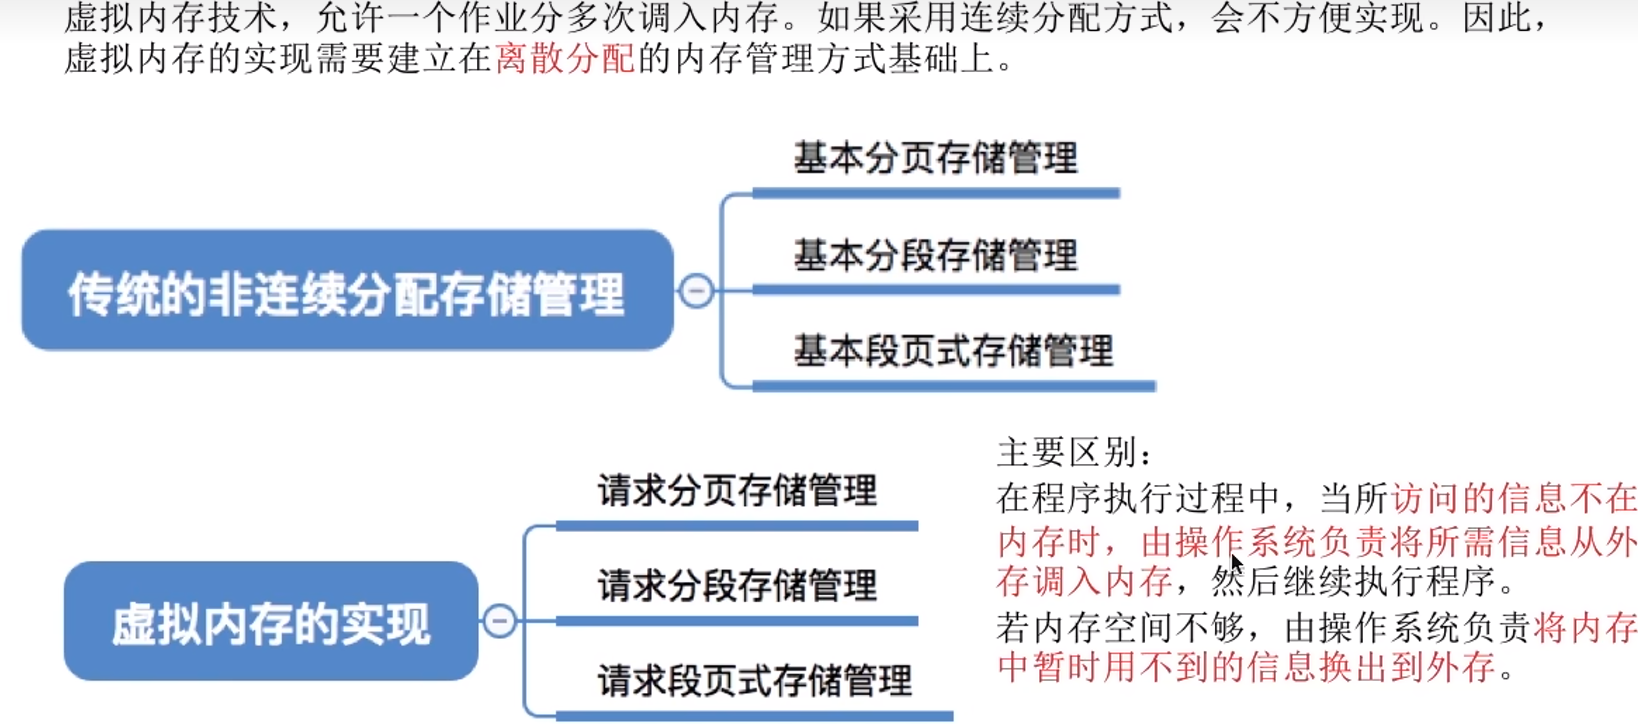 虚拟内存技术，允许一个作业分多次调入内存。如果采用连续分配方式，会不方便实现。因此，
虚拟内存的实现需要建立在离散分配的内存管理方式基础上。
基本分页存储管理
基本分段存储管理
传统的非连续分配存储管理
基本段页式存储管理
主要区别：
在程序执行过程中，当所访问的信息不在
内存时，由操作系统负责将所需信息从外
存调入内存，然后继续执行程序。
若内存空间不够，由操作系统负责将内存
中暂时用不到的信息换出到外存。
请求分页存储管理
请求分段存储管理
虚拟内存的实现
请求段页式存储管理